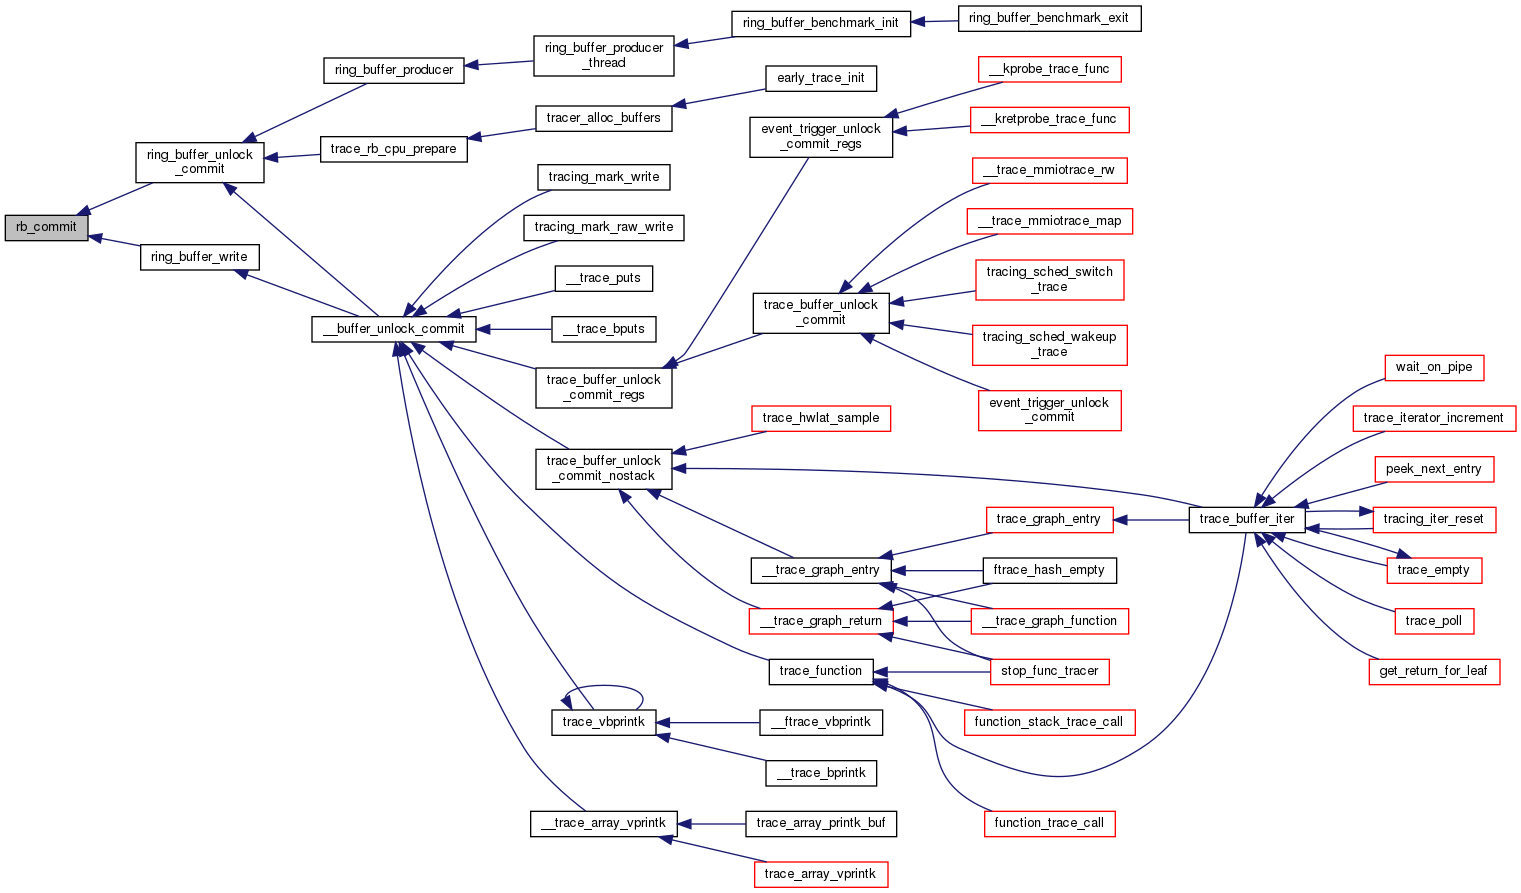 rb_commit
ring_buffer_unlock
_commit
ring_buffer_write
ring_buffer_producer
trace_rb_cpu_prepare
__buffer_unlock_commit
ring_buffer_producer
_thread
tracer_alloc_buffers
tracing_mark_write
tracing_mark_raw_write
__trace_puts
__trace_bputs
trace_buffer_unlock
_commit_regs
trace_buffer_unlock
_commit_nostack
trace_vbprintk
__trace_array_vprintk
ring_buffer_benchmark_init
early_trace_init
event_trigger_unlock
_commit_regs
trace_buffer_unlock
_commit
trace_hwlat_sample
__trace_graph_entry
__trace_graph_return
trace_function
__ftrace_vbprintk
__trace_bprintk
trace_array_printk_buf
trace_array_vprintk
ring_buffer_benchmark_exit
__kprobe_trace_func
__kretprobe_trace_func
__trace_mmiotrace_rw
__trace_mmiotrace_map
tracing_sched_switch
_trace
tracing_sched_wakeup
_trace
event_trigger_unlock
_commit
trace_graph_entry
ftrace_hash_empty
__trace_graph_function
stop_func_tracer
function_stack_trace_call
function_trace_call
trace_buffer_iter
wait_on_pipe
trace_iterator_increment
peek_next_entry
tracing_iter_reset
trace_empty
trace_poll
get_return_for_leaf